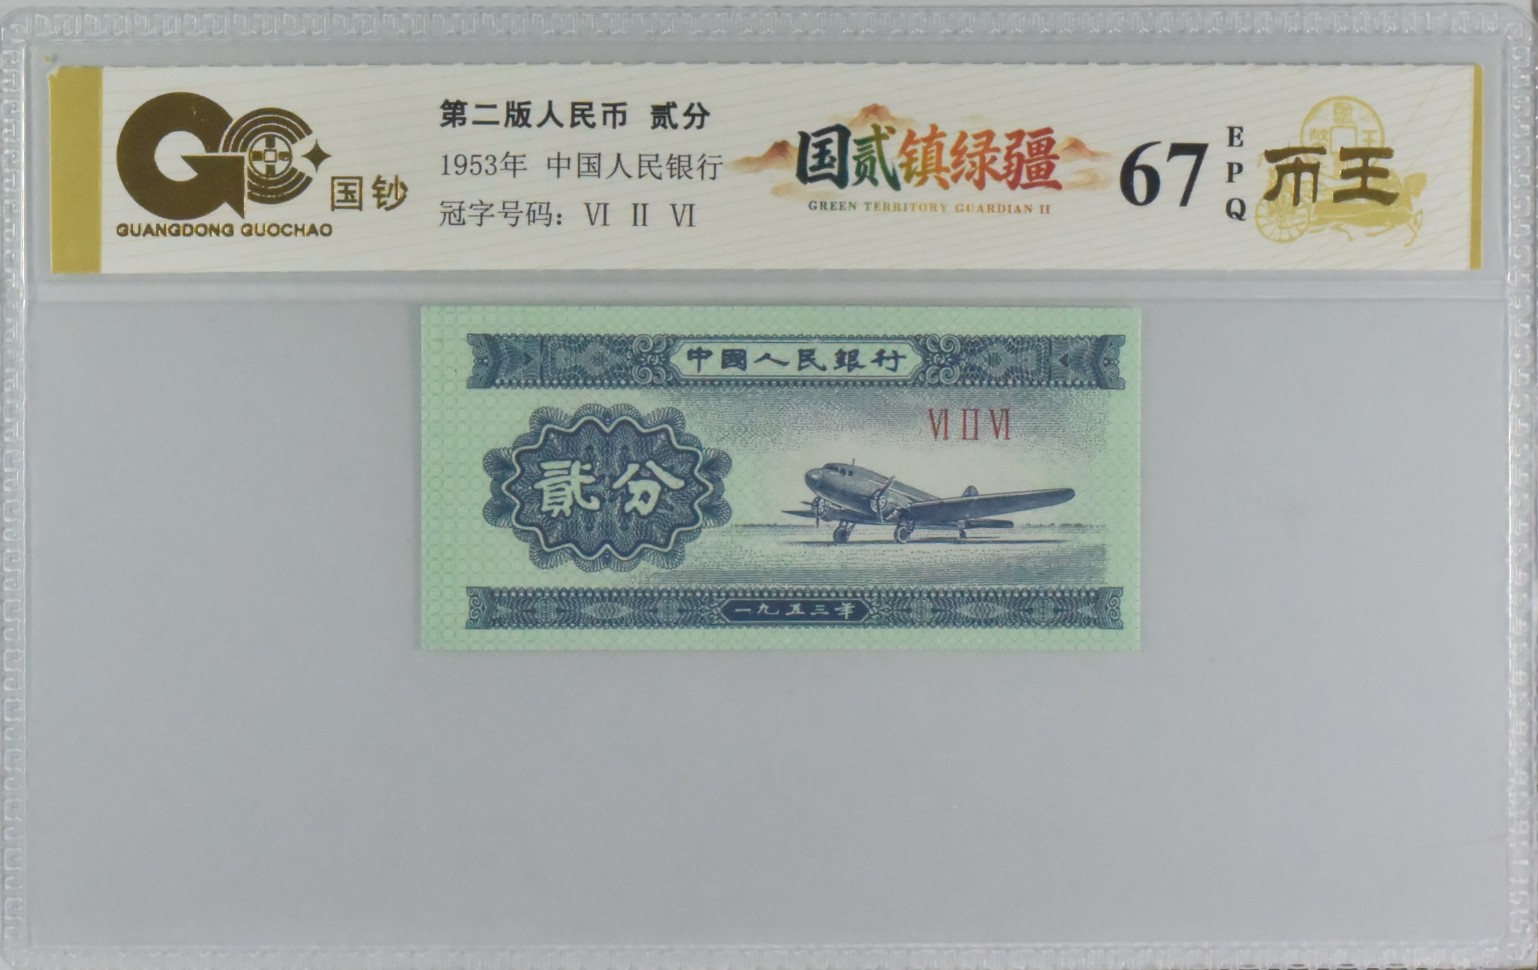 国钞
GUANGDONG GUOCHAO
第二版人民币 贰分
1953年 中国人民银行
冠字号码：Ⅵ Ⅱ Ⅵ
国贰镇绿疆
GREEN TERRITORY GUARDIAN II
67
EPQ
币王
中國人民銀行
Ⅵ Ⅱ Ⅵ
貳分
一九五三年